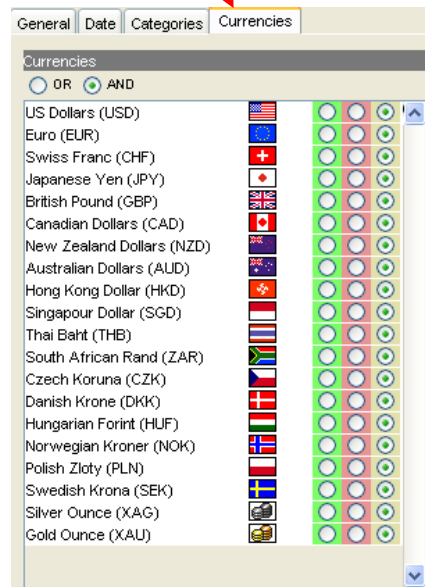 General Date Categories Currencies
Currencies
OR AND
US Dollars (USD)
Euro (EUR)
Swiss Franc (CHF)
Japanese Yen (JPY)
British Pound (GBP)
Canadian Dollars (CAD)
New Zealand Dollars (NZD)
Australian Dollars (AUD)
Hong Kong Dollar (HKD)
Singapour Dollar (SGD)
Thai Baht (THB)
South African Rand (ZAR)
Czech Koruna (CZK)
Danish Krone (DKK)
Hungarian Forint (HUF)
Norwegian Kroner (NOK)
Polish Zloty (PLN)
Swedish Krona (SEK)
Silver Ounce (XAG)
Gold Ounce (XAU)